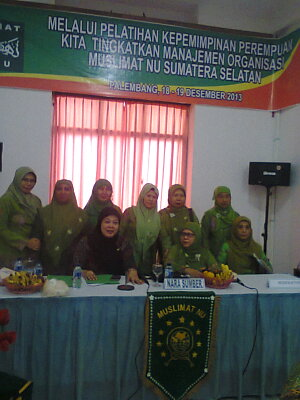 MELALUI PELATIHAN KEPEMIMPINAN PEREMPUAN
KITA TINGKATKAN MANAJEMEN ORGANISASI
MUSLIMAT NU SUMATERA SELATAN
PALEMBANG, 18 - 19 DESEMBER 2013
NARA SUMBER
MUSLIMAT NU